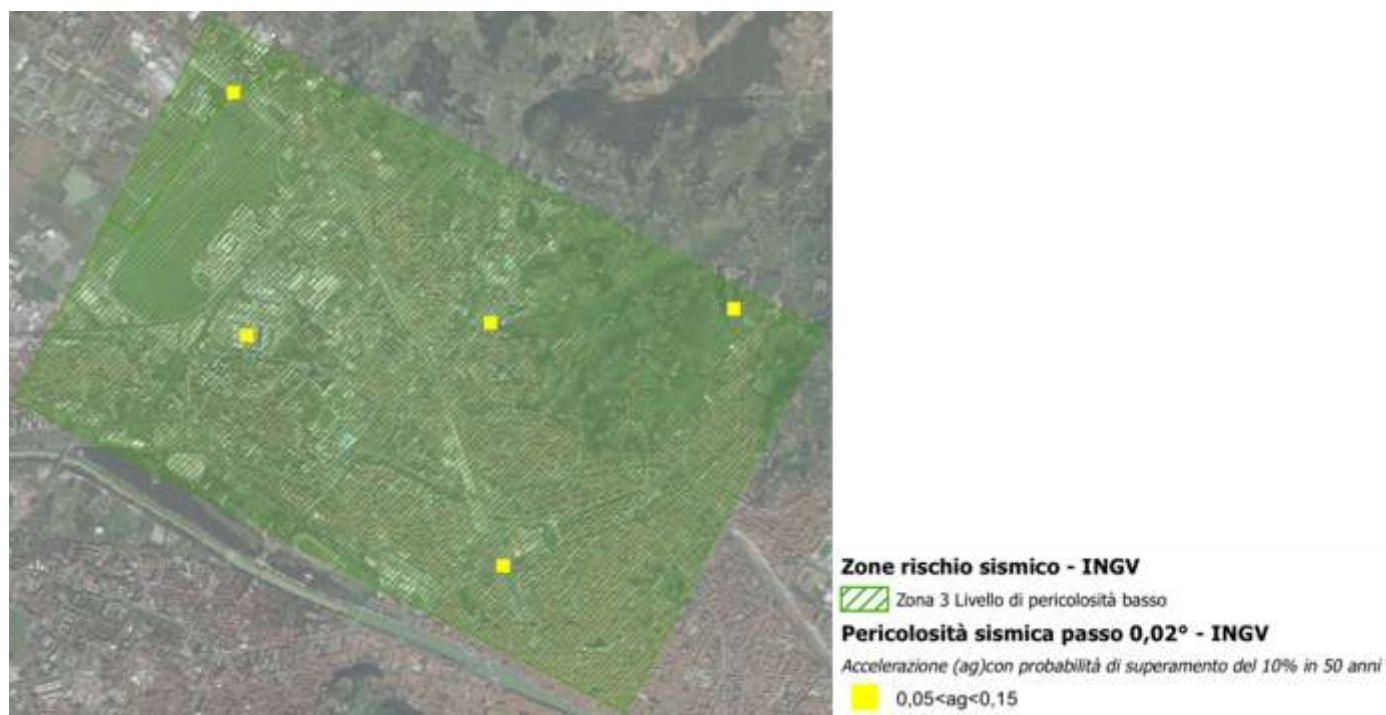 Zone rischio sismico - INGV
Zona 3 Livello di pericolosità basso
Pericolosità sismica passo 0,02° - INGV
Accelerazione (ag)con probabilità di superamento del 10% in 50 anni
0,05<ag<0,15